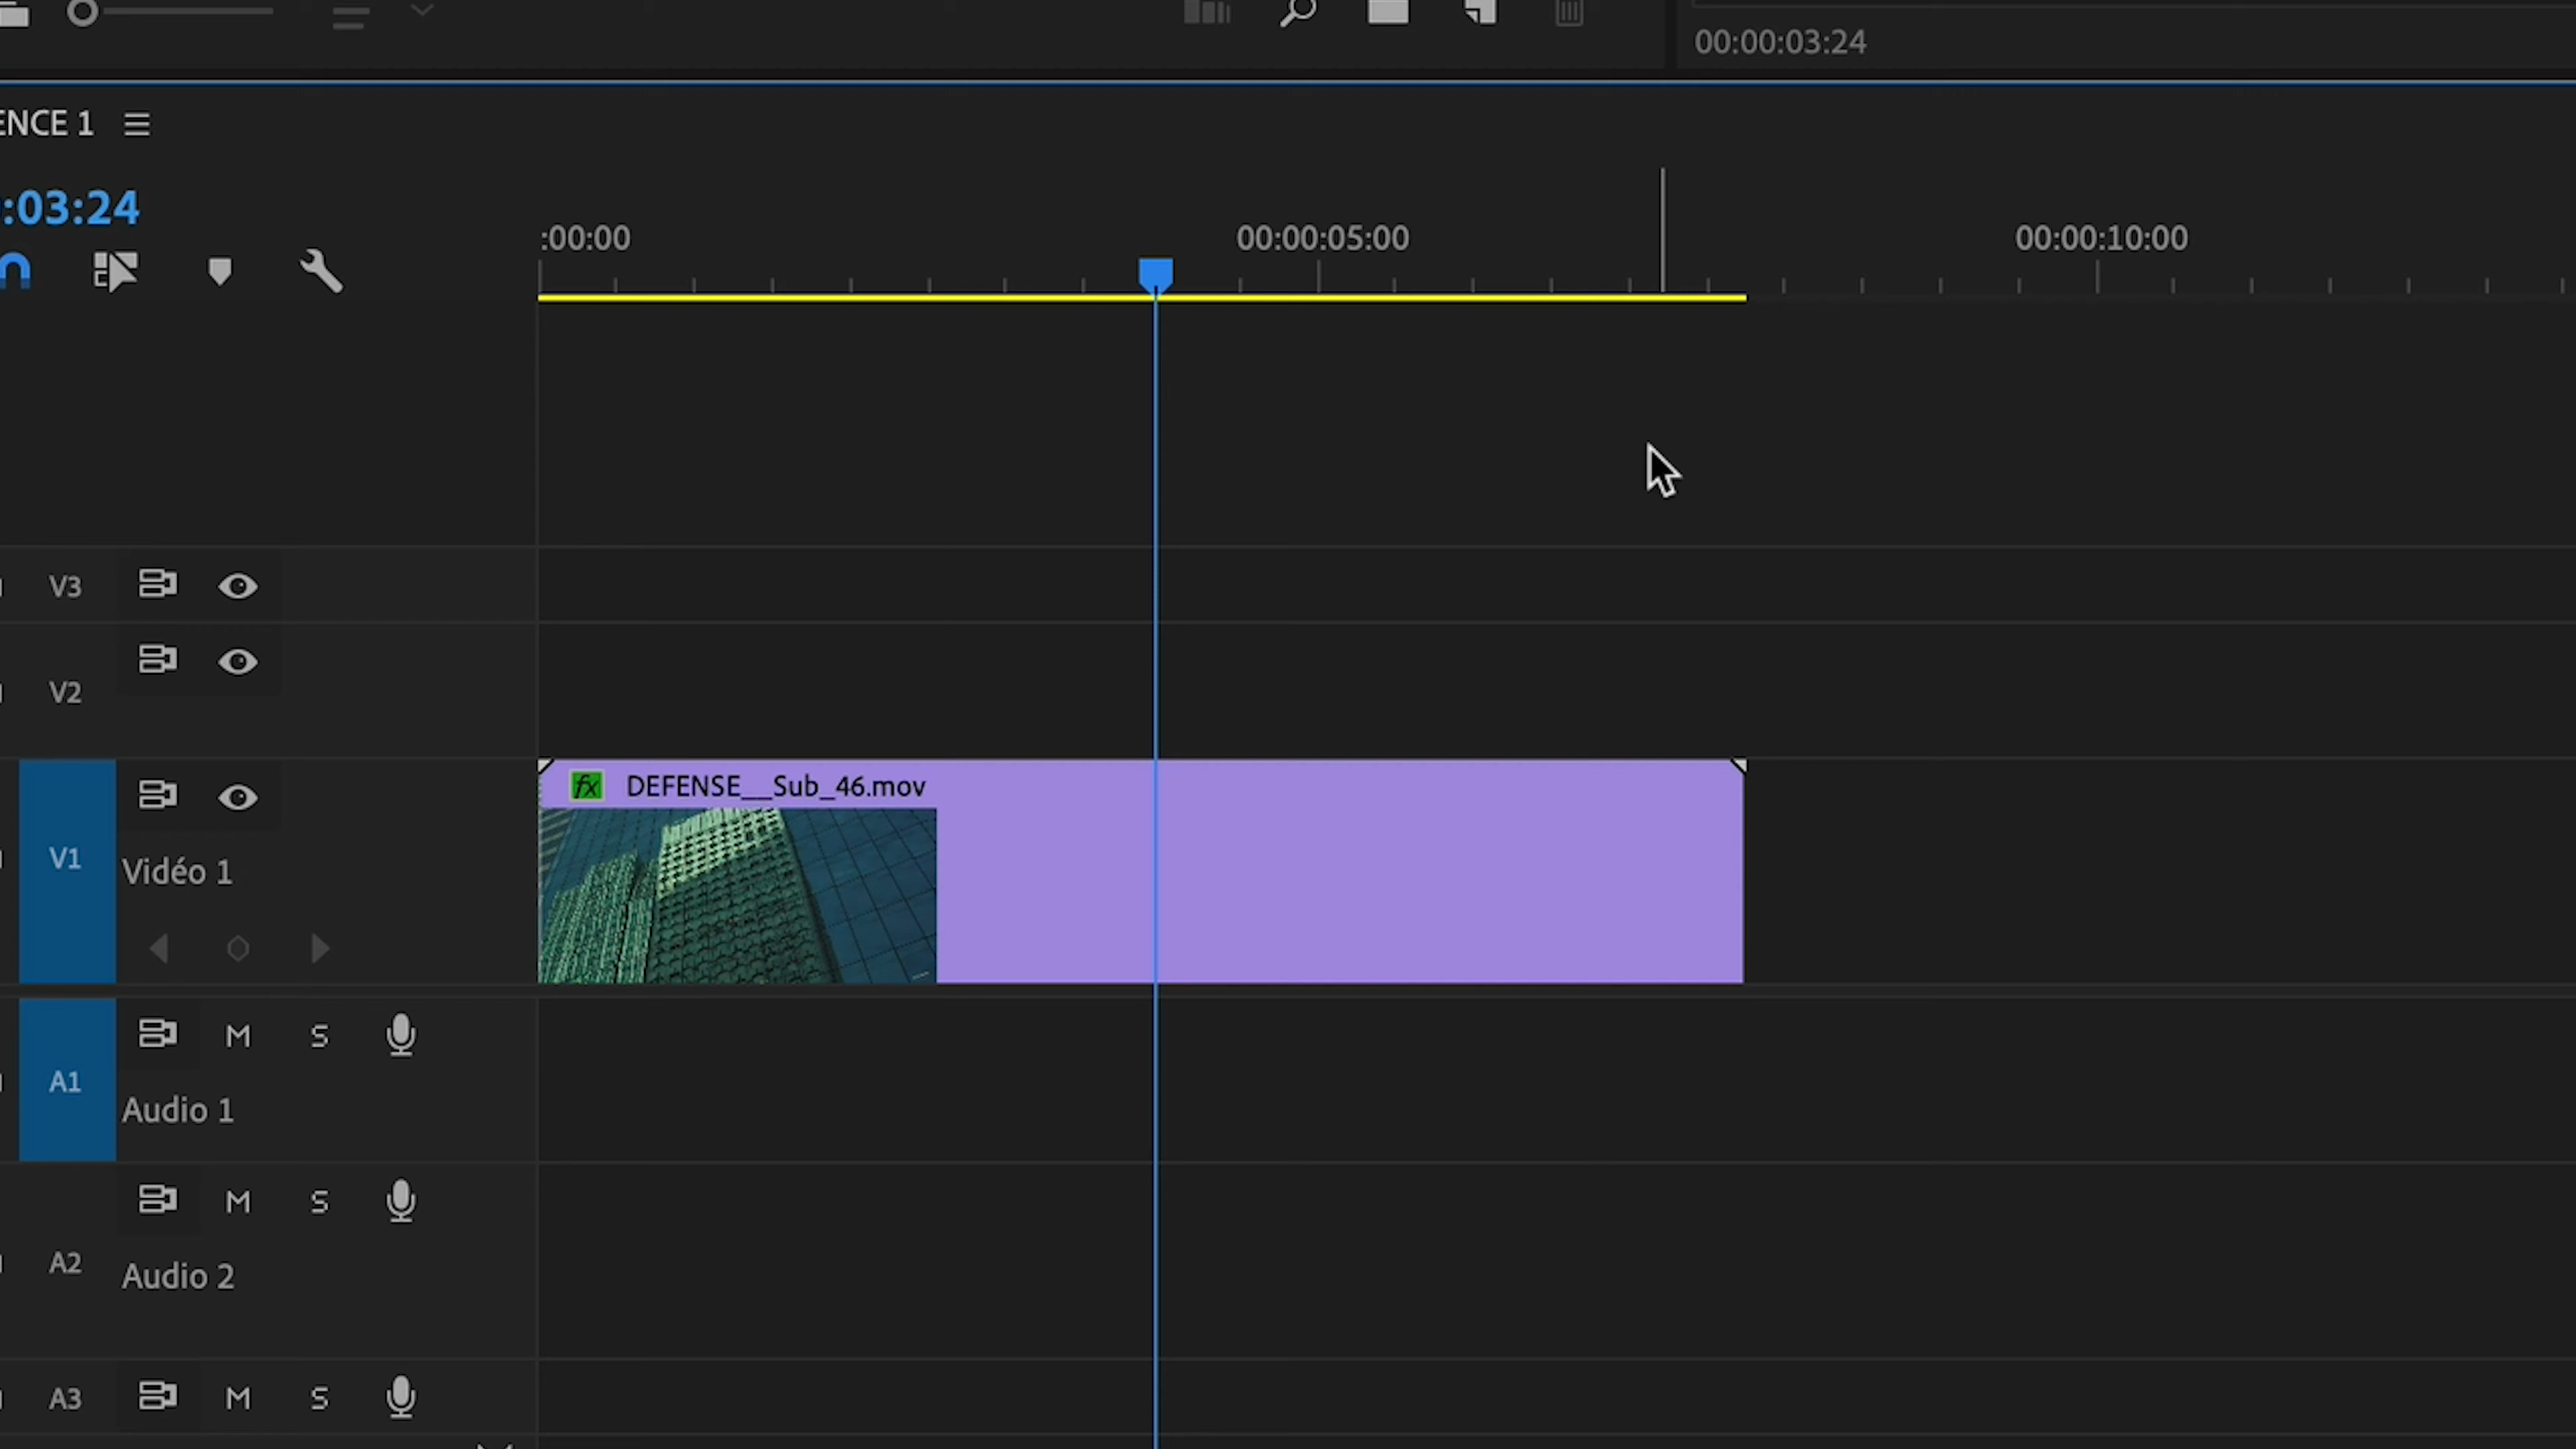 00:00:03:24
ENCE 1
:03:24
:00:00 00:00:05:00 00:00:10:00
V3
V2
fx DEFENSE__Sub_46.mov
V1
Vidéo 1
M S
A1
Audio 1
M S
A2
Audio 2
A3 M S